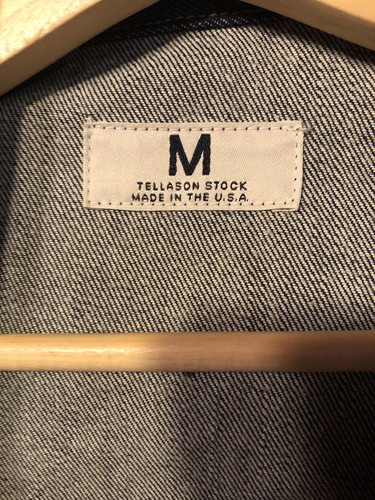 M
TELLASON STOCK
MADE IN THE U.S.A.